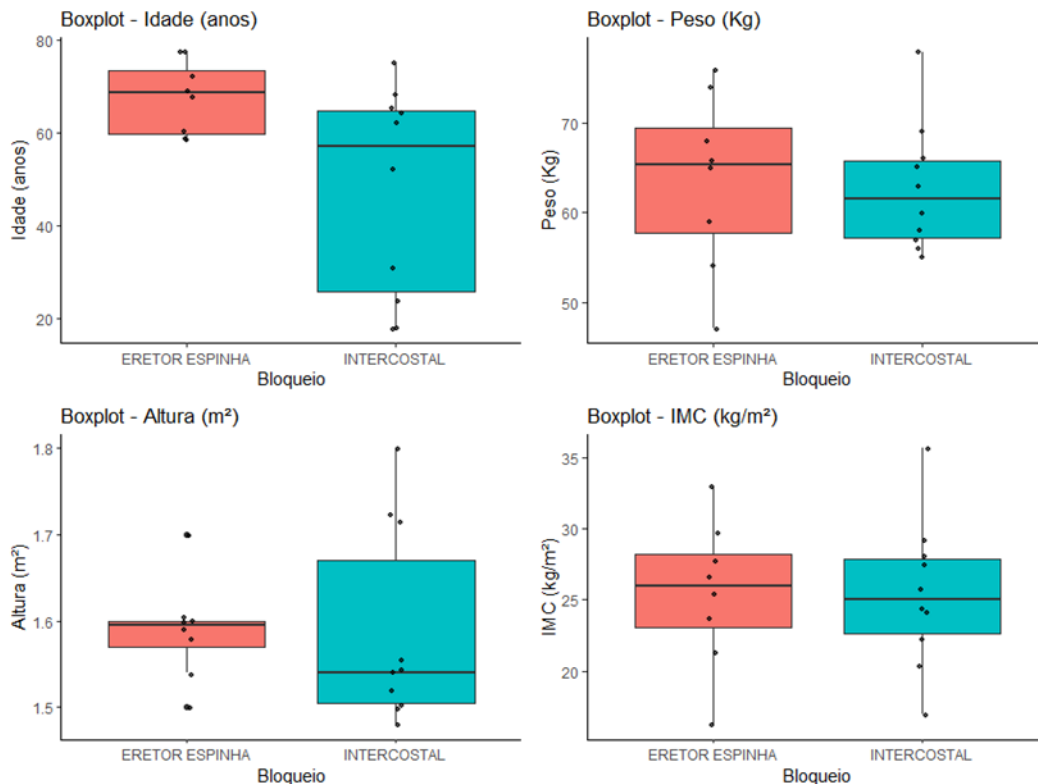 Boxplot - Idade (anos)
80
60
40
20
Idade (anos)
ERETOR ESPINHA
INTERCOSTAL
Bloqueio
Boxplot - Peso (Kg)
70
60
50
Peso (Kg)
ERETOR ESPINHA
INTERCOSTAL
Bloqueio
Boxplot - Altura (m²)
1.8
1.7
1.6
1.5
Altura (m²)
ERETOR ESPINHA
INTERCOSTAL
Bloqueio
Boxplot - IMC (kg/m²)
35
30
25
20
IMC (kg/m²)
ERETOR ESPINHA
INTERCOSTAL
Bloqueio